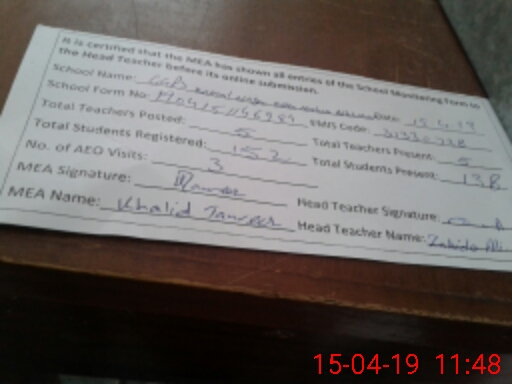 It is certified that the MEA has shown all entries of the School Monitoring Form to
the Head Teacher before its online submission.
School Name: Date: 15.4.19
School Form No: EMIS Code:
Total Teachers Posted: 5 Total Teachers Present: 5
Total Students Registered: 152 Total Students Present: 138
No. of AEO Visits: 3
MEA Signature: Head Teacher Signature:
MEA Name: Khalid Tanveer Head Teacher Name: Zahida
15-04-19 11:48